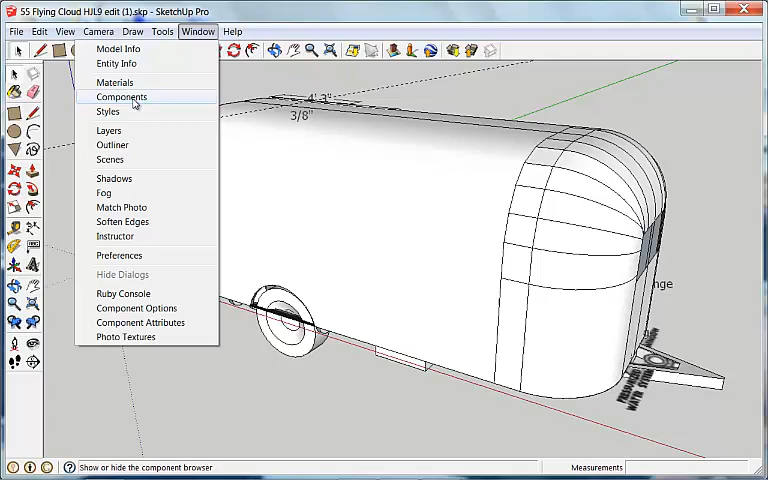 55 Flying Cloud HJL9 edit (1).skp - SketchUp Pro
File Edit View Camera Draw Tools Window Help
Model Info
Entity Info
Materials
Components
Styles
Layers
Outliner
Scenes
Shadows
Fog
Match Photo
Soften Edges
Instructor
Preferences
Hide Dialogs
Ruby Console
Component Options
Component Attributes
Photo Textures
4' 3"
3/8"
nge
Show or hide the component browser
Measurements